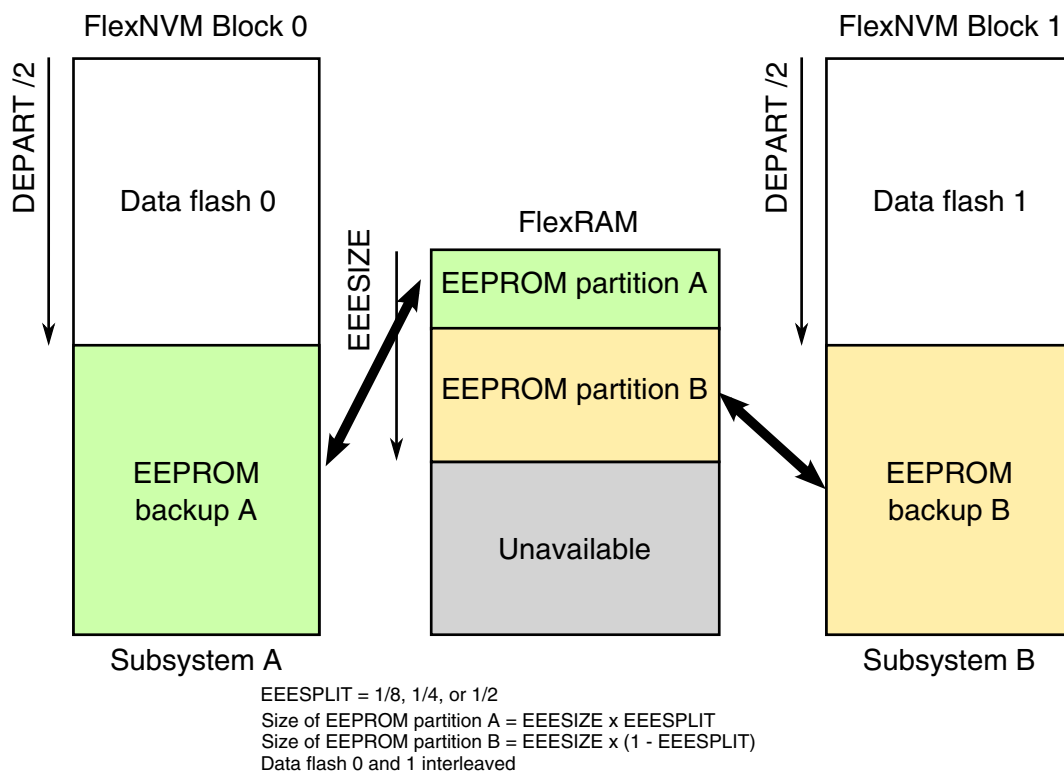 FlexNVM Block 0
FlexNVM Block 1
DEPART /2
DEPART /2
Data flash 0
Data flash 1
FlexRAM
EEESIZE
EEPROM partition A
EEPROM partition B
EEPROM
backup A
EEPROM
backup B
Unavailable
Subsystem A
Subsystem B
EEESPLIT = 1/8, 1/4, or 1/2
Size of EEPROM partition A = EEESIZE x EEESPLIT
Size of EEPROM partition B = EEESIZE x (1 - EEESPLIT)
Data flash 0 and 1 interleaved